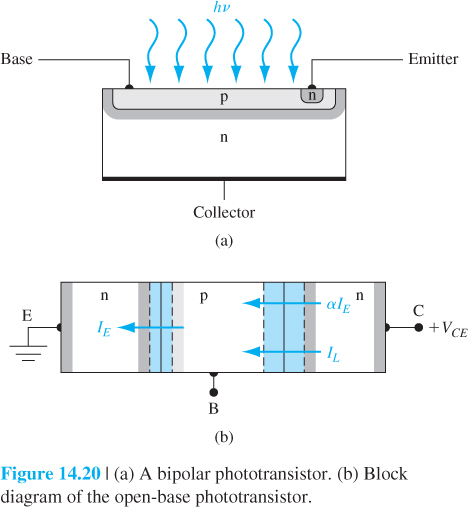 hν
Base
Emitter
p
n
n
Collector
(a)
n
p
n
E
I_E
αI_E
I_L
C
+V_CE
B
(b)
Figure 14.20 | (a) A bipolar phototransistor. (b) Block
diagram of the open-base phototransistor.